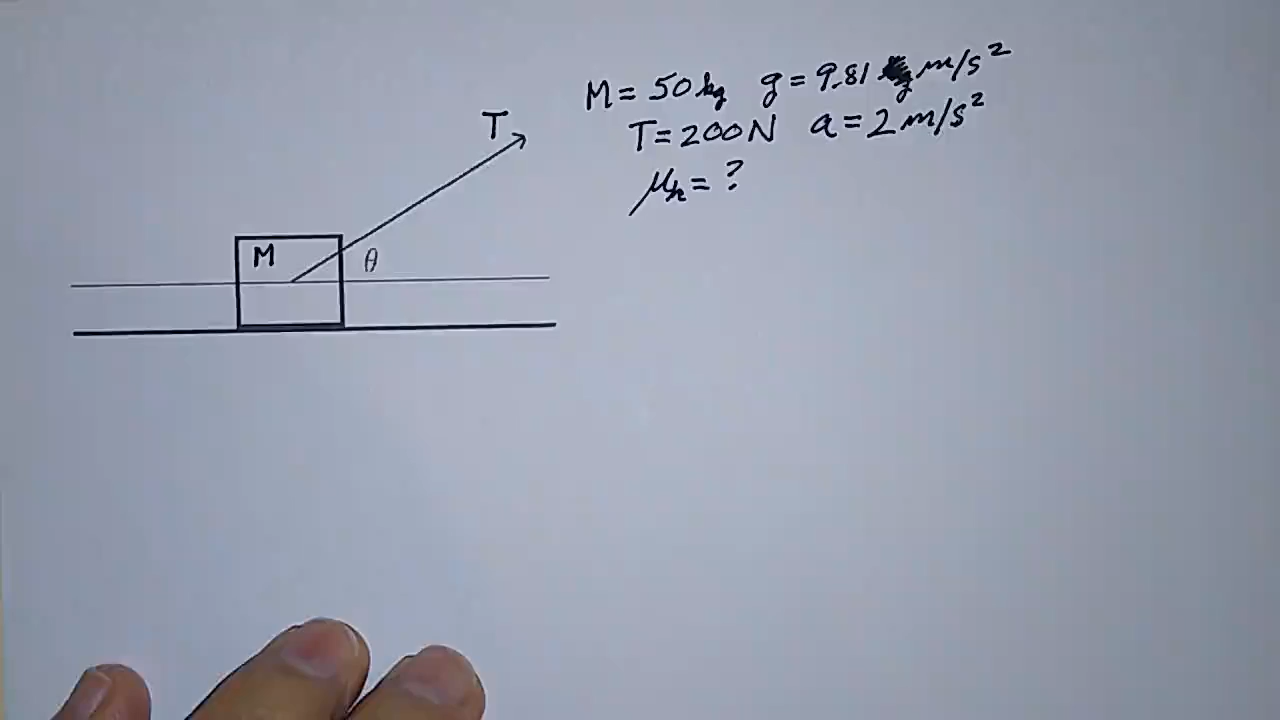 M = 50 kg g = 9.81 m/s²
T = 200 N a = 2 m/s²
μk = ?
T
M
θ